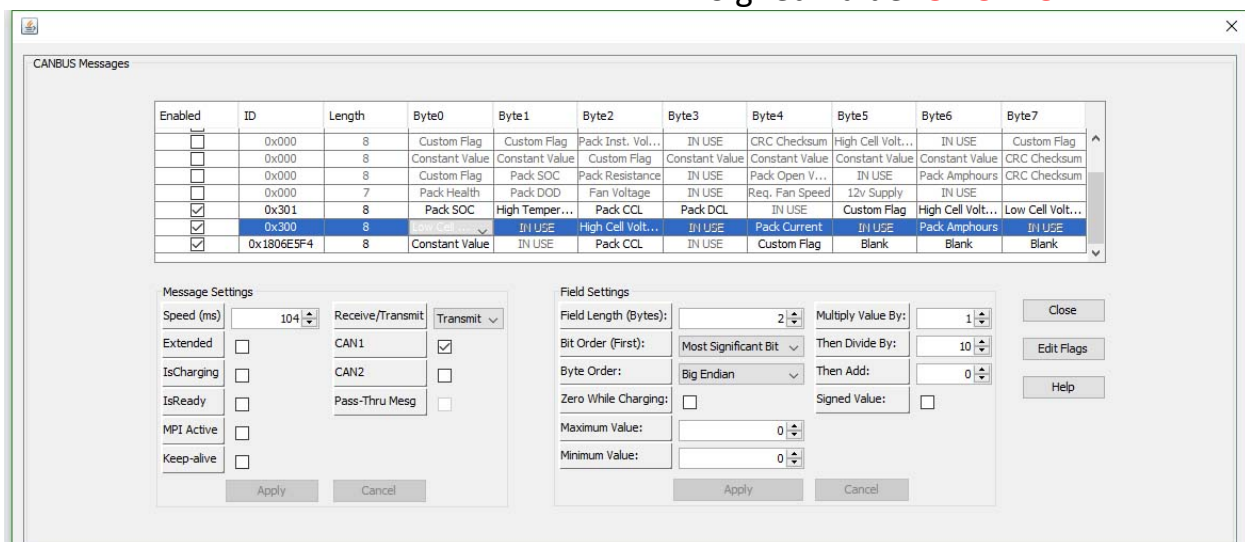 CANBUS Messages
Enabled ID Length Byte0 Byte1 Byte2 Byte3 Byte4 Byte5 Byte6 Byte7
0x000 8 Custom Flag Custom Flag Pack Inst. Vol... IN USE CRC Checksum High Cell Volt... IN USE Custom Flag
0x000 8 Constant Value Constant Value Custom Flag Constant Value Constant Value Constant Value Constant Value CRC Checksum
0x000 8 Custom Flag Pack SOC Pack Resistance IN USE Pack Open V... IN USE Pack Amphours CRC Checksum
0x000 7 Pack Health Pack DOD Fan Voltage IN USE Req. Fan Speed 12v Supply IN USE
0x301 8 Pack SOC High Temper... Pack CCL Pack DCL IN USE Custom Flag High Cell Volt... Low Cell Volt...
0x300 8 Low Cell ... IN USE High Cell Volt... IN USE Pack Current IN USE Pack Amphours IN USE
0x1806E5F4 8 Constant Value IN USE Pack CCL IN USE Custom Flag Blank Blank Blank
Message Settings
Speed (ms) 104 Receive/Transmit Transmit
Extended CAN1
IsCharging CAN2
IsReady Pass-Thru Mesg
MPI Active
Keep-alive
Apply Cancel
Field Settings
Field Length (Bytes): 2 Multiply Value By: 1
Bit Order (First): Most Significant Bit Then Divide By: 10
Byte Order: Big Endian Then Add: 0
Zero While Charging: Signed Value:
Maximum Value: 0
Minimum Value: 0
Apply Cancel
Close
Edit Flags
Help